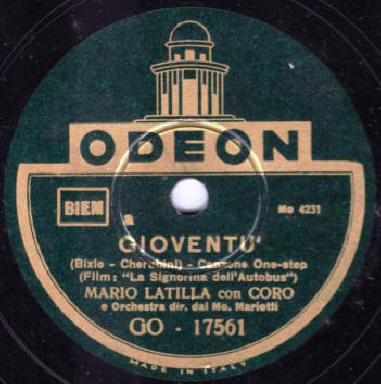 ODEON
BIEM
a
Mo 4231
GIOVENTU'
(Bixio - Cherubini) - Canzone One-step
(Film: "La Signorina dell'Autobus")
MARIO LATILLA con CORO
e Orchestra dir. dal Mo. Mariotti
GO - 17561
MADE IN ITALY